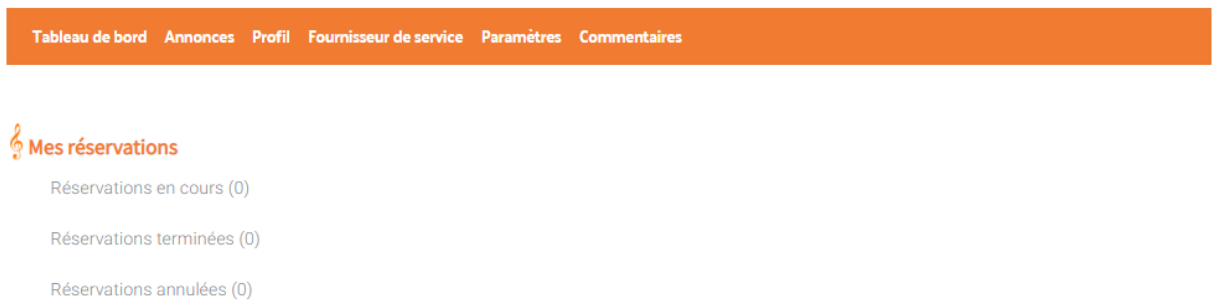 Tableau de bord Annonces Profil Fournisseur de service Paramètres Commentaires
Mes réservations
Réservations en cours (0)
Réservations terminées (0)
Réservations annulées (0)